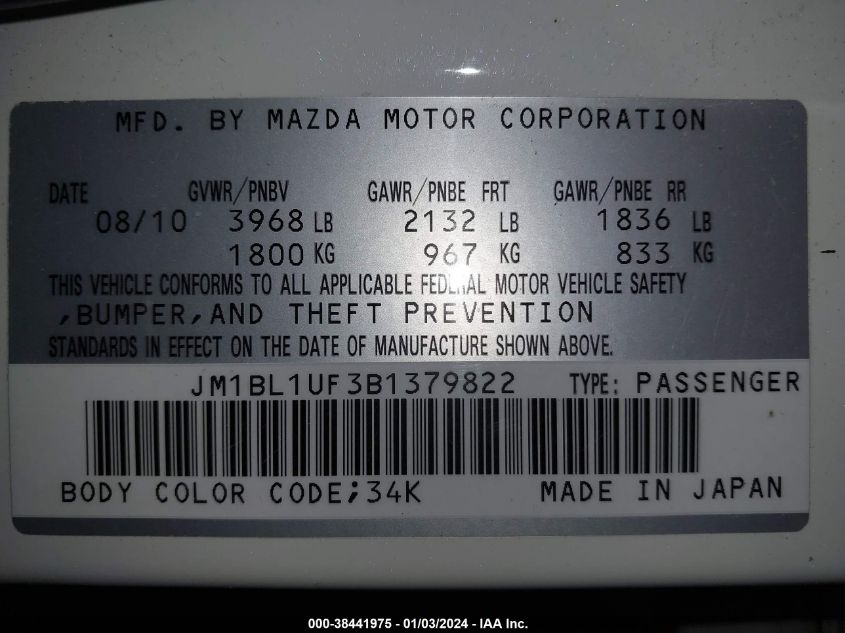 MFD. BY MAZDA MOTOR CORPORATION
DATE GVWR/PNBV GAWR/PNBE FRT GAWR/PNBE RR
08/10 3968 LB 2132 LB 1836 LB
1800 KG 967 KG 833 KG
THIS VEHICLE CONFORMS TO ALL APPLICABLE FEDERAL MOTOR VEHICLE SAFETY
,BUMPER,AND THEFT PREVENTION
STANDARDS IN EFFECT ON THE DATE OF MANUFACTURE SHOWN ABOVE.
JM1BL1UF3B1379822 TYPE: PASSENGER
BODY COLOR CODE;34K MADE IN JAPAN
000-38441975 - 01/03/2024 - IAA Inc.